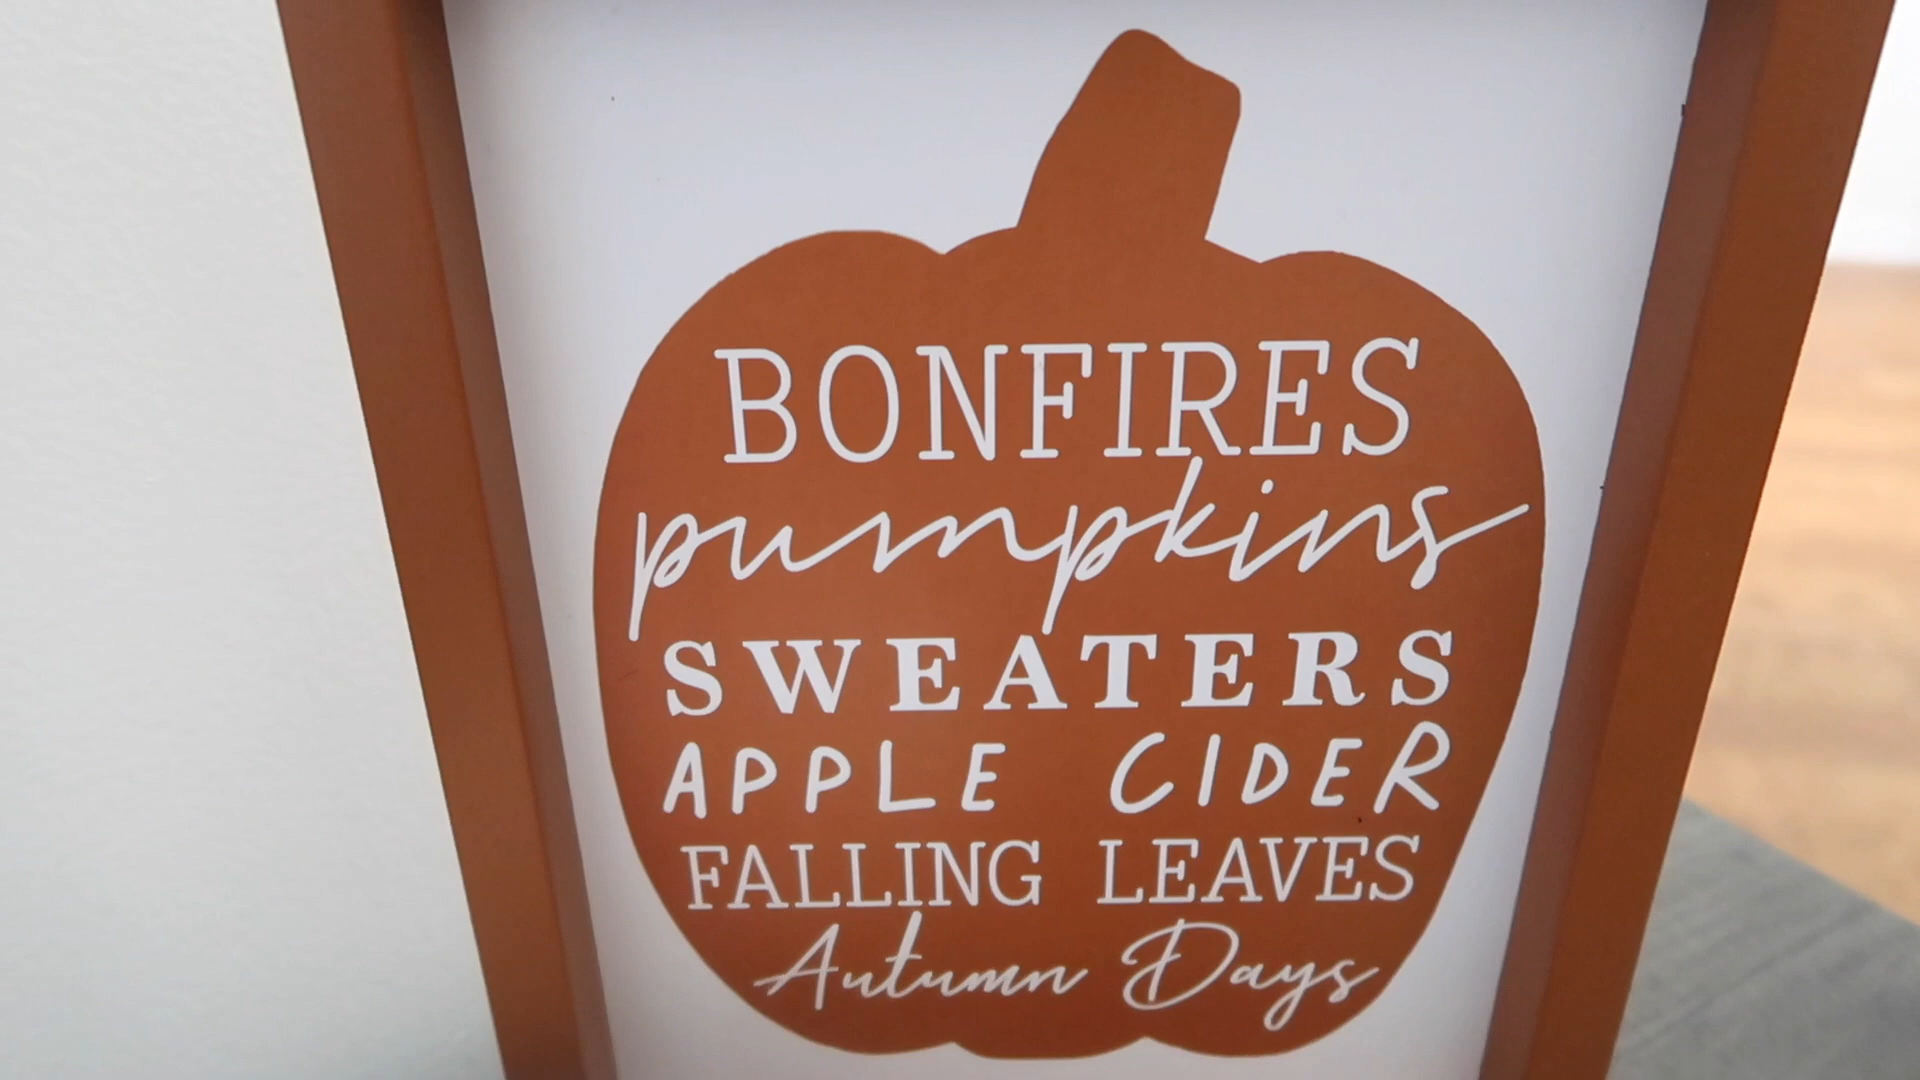 BONFIRES
pumpkins
SWEATERS
APPLE CIDER
FALLING LEAVES
Autumn Days